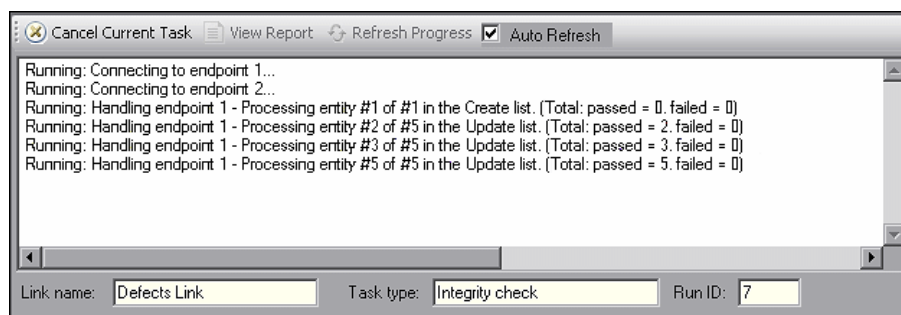 Cancel Current Task View Report Refresh Progress Auto Refresh
Running: Connecting to endpoint 1...
Running: Connecting to endpoint 2...
Running: Handling endpoint 1 - Processing entity #1 of #1 in the Create list. (Total: passed = 0. failed = 0)
Running: Handling endpoint 1 - Processing entity #2 of #5 in the Update list. (Total: passed = 2. failed = 0)
Running: Handling endpoint 1 - Processing entity #3 of #5 in the Update list. (Total: passed = 3. failed = 0)
Running: Handling endpoint 1 - Processing entity #5 of #5 in the Update list. (Total: passed = 5. failed = 0)
Link name: Defects Link Task type: Integrity check Run ID: 7